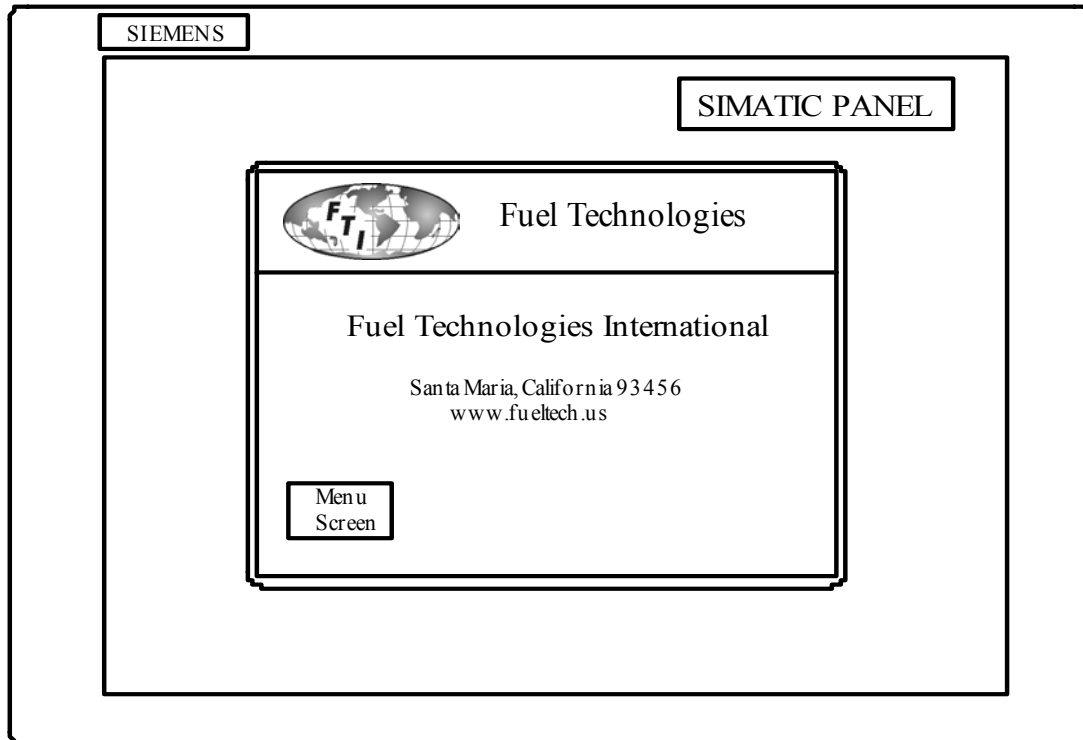 SIEMENS
SIMATIC PANEL
FTI
Fuel Technologies
Fuel Technologies International
Santa Maria, California 93456
www.fueltech.us
Menu
Screen